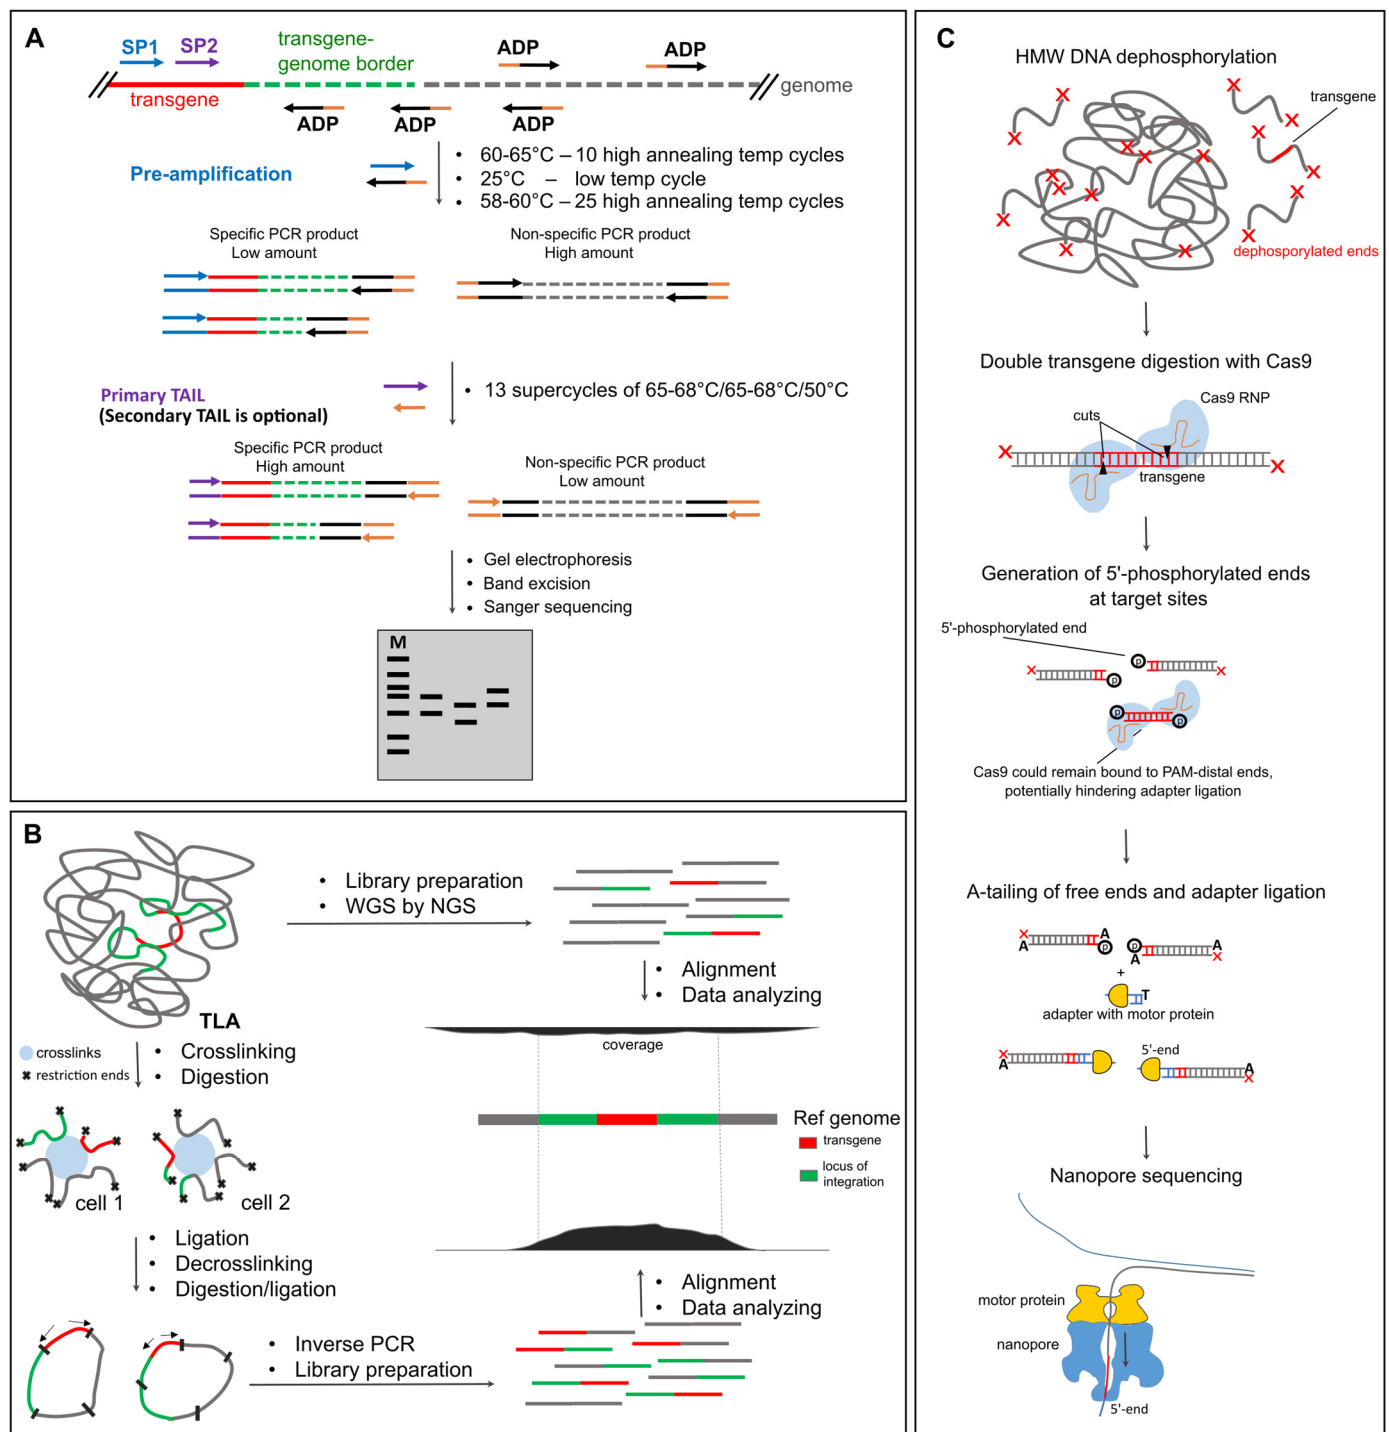 A
SP1
SP2
transgene-
genome border
ADP
ADP
transgene
genome
ADP
ADP
ADP
Pre-amplification
• 60-65°C – 10 high annealing temp cycles
• 25°C – low temp cycle
• 58-60°C – 25 high annealing temp cycles
Specific PCR product
Low amount
Non-specific PCR product
High amount
Primary TAIL
(Secondary TAIL is optional)
• 13 supercycles of 65-68°C/65-68°C/50°C
Specific PCR product
High amount
Non-specific PCR product
Low amount
• Gel electrophoresis
• Band excision
• Sanger sequencing
M
B
• Library preparation
• WGS by NGS
• Alignment
• Data analyzing
TLA
crosslinks
restriction ends
• Crosslinking
• Digestion
coverage
Ref genome
transgene
locus of
integration
cell 1
cell 2
• Ligation
• Decrosslinking
• Digestion/ligation
• Alignment
• Data analyzing
• Inverse PCR
• Library preparation
C
HMW DNA dephosphorylation
transgene
dephosporylated ends
Double transgene digestion with Cas9
Cas9 RNP
cuts
transgene
Generation of 5'-phosphorylated ends
at target sites
5'-phosphorylated end
p
p
p
p
Cas9 could remain bound to PAM-distal ends,
potentially hindering adapter ligation
A-tailing of free ends and adapter ligation
A
A
p
p
A
A
+
T
adapter with motor protein
A
5'-end
A
Nanopore sequencing
motor protein
nanopore
5'-end